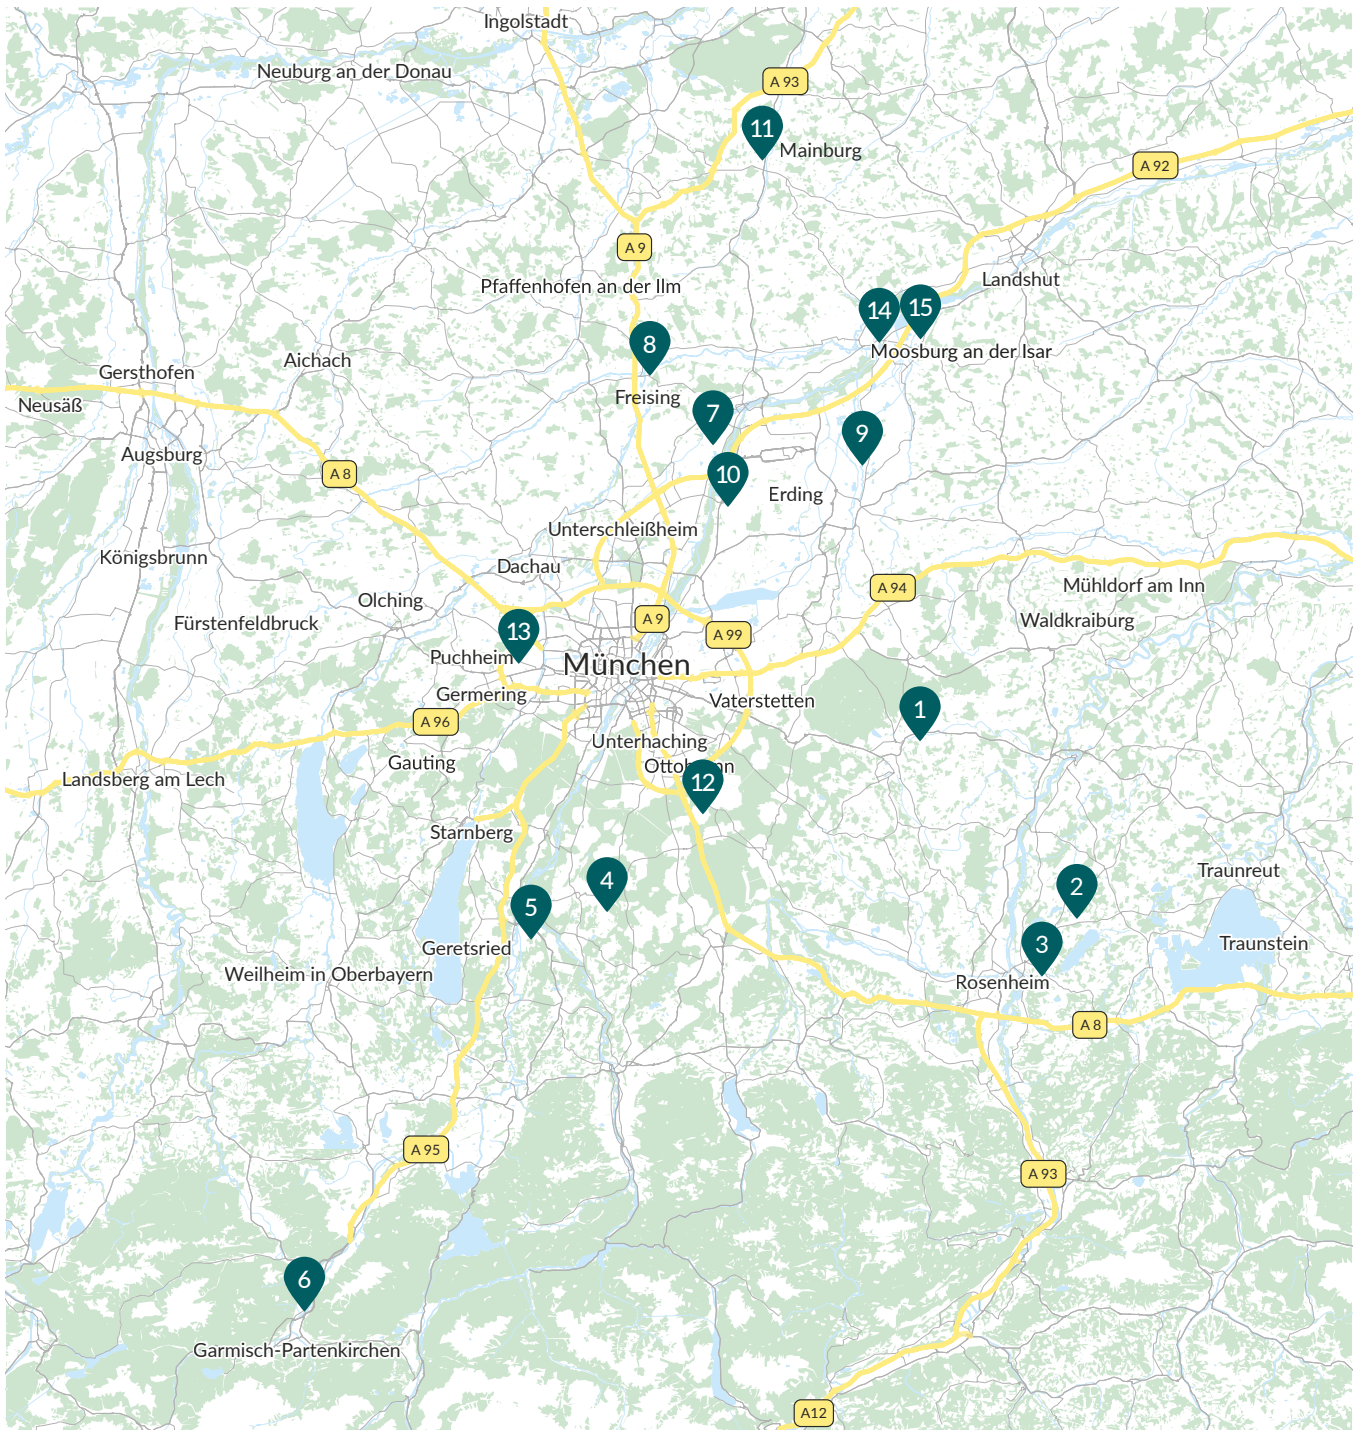 Ingolstadt
Neuburg an der Donau
A 93
11
Mainburg
A 92
A 9
Landshut
Pfaffenhofen an der Ilm
14
15
8
Moosburg an der Isar
Aichach
Gersthofen
Neusäß
Freising
7
9
Augsburg
A 8
10
Erding
Unterschleißheim
Königsbrunn
Dachau
A 94
Mühldorf am Inn
Olching
Fürstenfeldbruck
A 9
Waldkraiburg
13
A 99
Puchheim
München
Germering
Vaterstetten
1
A 96
Unterhaching
Gauting
Landsberg am Lech
12
Starnberg
Traunreut
4
2
5
Geretsried
3
Traunstein
Weilheim in Oberbayern
Rosenheim
A 8
A 95
A 93
6
Garmisch-Partenkirchen
A12